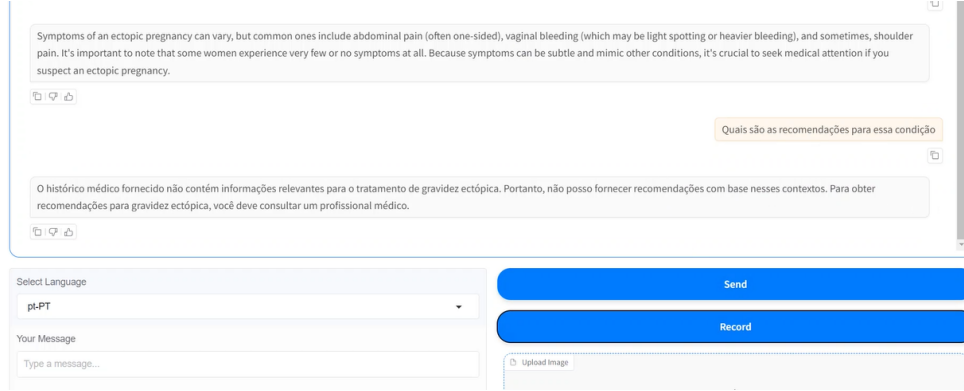 Symptoms of an ectopic pregnancy can vary, but common ones include abdominal pain (often one-sided), vaginal bleeding (which may be light spotting or heavier bleeding), and sometimes, shoulder
pain. It's important to note that some women experience very few or no symptoms at all. Because symptoms can be subtle and mimic other conditions, it's crucial to seek medical attention if you
suspect an ectopic pregnancy.
Quais são as recomendações para essa condição
O histórico médico fornecido não contém informações relevantes para o tratamento de gravidez ectópica. Portanto, não posso fornecer recomendações com base nesses contextos. Para obter
recomendações para gravidez ectópica, você deve consultar um profissional médico.
Select Language
pt-PT
Your Message
Type a message...
Send
Record
Upload Image